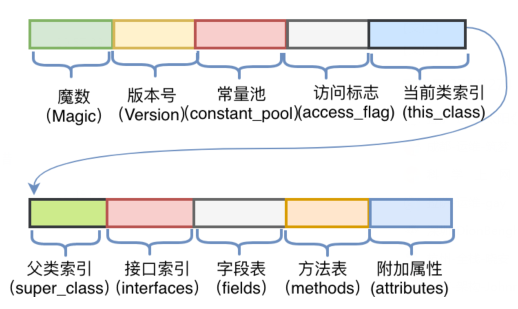 魔数 版本号 常量池 访问标志 当前类索引
(Magic) (Version) (constant_pool) (access_flag) (this_class)
父类索引 接口索引 字段表 方法表 附加属性
(super_class) (interfaces) (fields) (methods) (attributes)